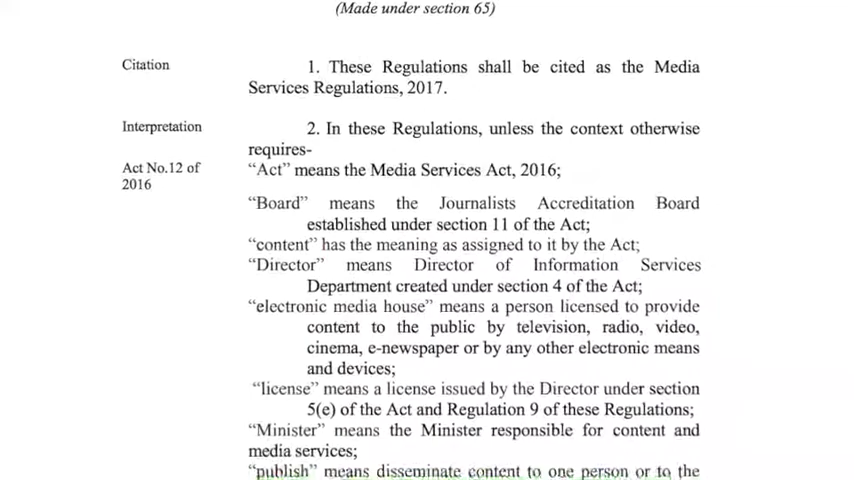 (Made under section 65)
Citation
1. These Regulations shall be cited as the Media
Services Regulations, 2017.
Interpretation
2. In these Regulations, unless the context otherwise
requires-
Act No.12 of
2016
“Act” means the Media Services Act, 2016;
“Board” means the Journalists Accreditation Board
established under section 11 of the Act;
“content” has the meaning as assigned to it by the Act;
“Director” means Director of Information Services
Department created under section 4 of the Act;
“electronic media house” means a person licensed to provide
content to the public by television, radio, video,
cinema, e-newspaper or by any other electronic means
and devices;
“license” means a license issued by the Director under section
5(e) of the Act and Regulation 9 of these Regulations;
“Minister” means the Minister responsible for content and
media services;
“publish” means disseminate content to one person or to the